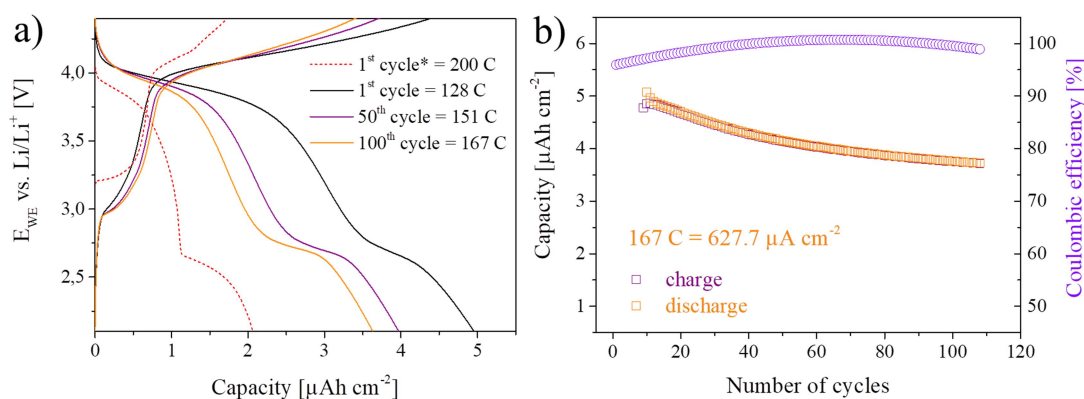 a)
E_WE vs. Li/Li⁺ [V]
4.0
3.5
3.0
2.5
1ˢᵗ cycle* = 200 C
1ˢᵗ cycle = 128 C
50ᵗʰ cycle = 151 C
100ᵗʰ cycle = 167 C
0 1 2 3 4 5
Capacity [µAh cm⁻²]
b)
Capacity [µAh cm⁻²]
6
5
4
3
2
1
167 C = 627.7 µA cm⁻²
charge
discharge
0 20 40 60 80 100 120
Number of cycles
100
90
80
70
60
50
Coulombic efficiency [%]